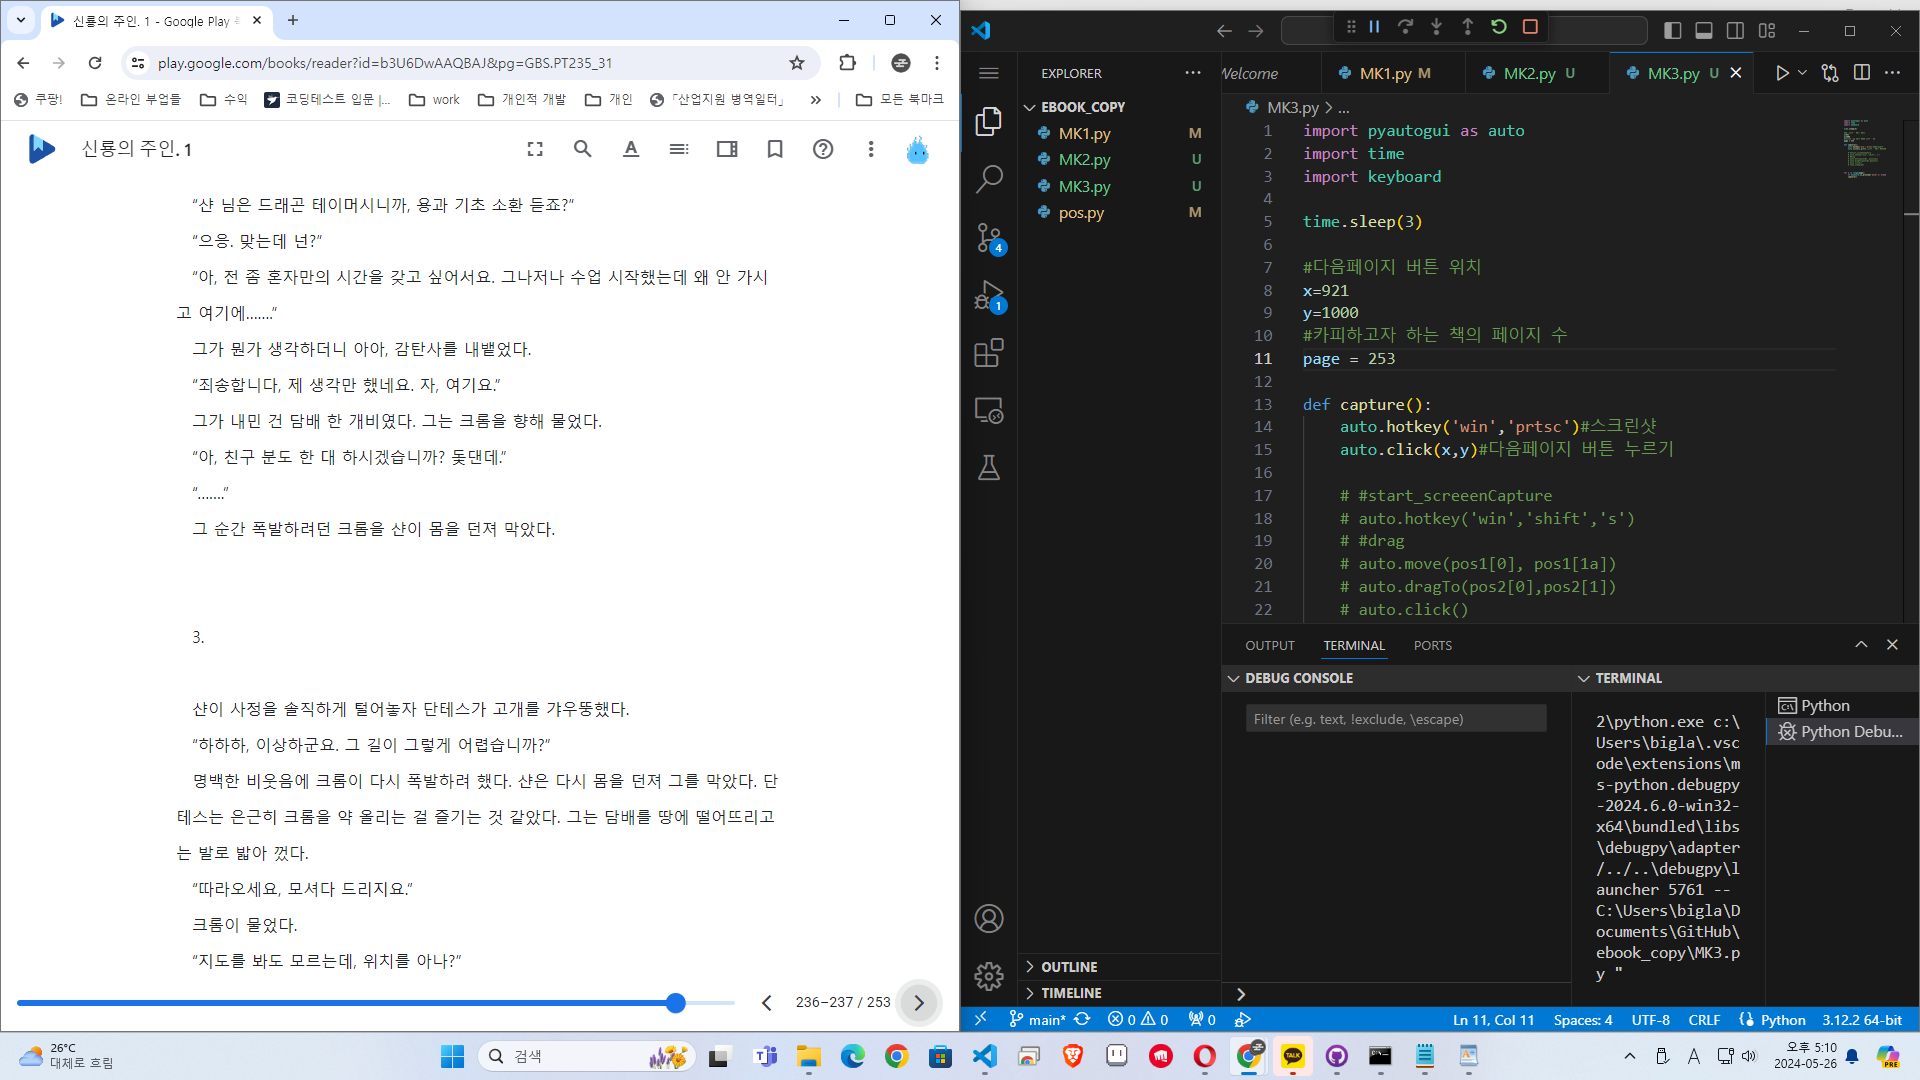 신룡의 주인. 1 - Google Play
play.google.com/books/reader?id=b3U6DwAAQBAJ&pg=GBS.PT235_31
쿠팡! 온라인 부업들 수익 코딩테스트 입문 |... work 개인적 개발 개인 「산업지원 병역일터」 » 모든 북마크
신룡의 주인. 1
“샨 님은 드래곤 테이머시니까, 용과 기초 소환 듣죠?”
“으응. 맞는데 넌?”
“아, 전 좀 혼자만의 시간을 갖고 싶어서요. 그나저나 수업 시작했는데 왜 안 가시
고 여기에…….”
그가 뭔가 생각하더니 아아, 감탄사를 내뱉었다.
“죄송합니다, 제 생각만 했네요. 자, 여기요.”
그가 내민 건 담배 한 개비였다. 그는 크롬을 향해 물었다.
“아, 친구 분도 한 대 하시겠습니까? 돛댄데.”
“…….”
그 순간 폭발하려던 크롬을 샨이 몸을 던져 막았다.
3.
샨이 사정을 솔직하게 털어놓자 단테스가 고개를 갸우뚱했다.
“하하하, 이상하군요. 그 길이 그렇게 어렵습니까?”
명백한 비웃음에 크롬이 다시 폭발하려 했다. 샨은 다시 몸을 던져 그를 막았다. 단
테스는 은근히 크롬을 약 올리는 걸 즐기는 것 같았다. 그는 담배를 땅에 떨어뜨리고
는 발로 밟아 껐다.
“따라오세요, 모셔다 드리지요.”
크롬이 물었다.
“지도를 봐도 모르는데, 위치를 아나?”
236–237 / 253
EXPLORER
EBOOK_COPY
MK1.py M
MK2.py U
MK3.py U
pos.py M
4
1
OUTLINE
TIMELINE
Welcome MK1.py M MK2.py U MK3.py U
MK3.py > ...
1 import pyautogui as auto
2 import time
3 import keyboard
4
5 time.sleep(3)
6
7 #다음페이지 버튼 위치
8 x=921
9 y=1000
10 #카피하고자 하는 책의 페이지 수
11 page = 253
12
13 def capture():
14 auto.hotkey('win','prtsc')#스크린샷
15 auto.click(x,y)#다음페이지 버튼 누르기
16
17 # #start_screeenCapture
18 # auto.hotkey('win','shift','s')
19 # #drag
20 # auto.move(pos1[0], pos1[1a])
21 # auto.dragTo(pos2[0],pos2[1])
22 # auto.click()
OUTPUT TERMINAL PORTS
DEBUG CONSOLE
Filter (e.g. text, !exclude, \escape)
TERMINAL
2\python.exe c:\
Users\bigla\.vsc
ode\extensions\m
s-python.debugpy
-2024.6.0-win32-
x64\bundled\libs
\debugpy\adapter
/../..\debugpy\l
auncher 5761 --
C:\Users\bigla\D
ocuments\GitHub\
ebook_copy\MK3.p
y "
Python
Python Debu...
main* 0 0 0 Ln 11, Col 11 Spaces: 4 UTF-8 CRLF Python 3.12.2 64-bit
26°C
대체로 흐림
검색
TALK
A
오후 5:10
2024-05-26
PRE